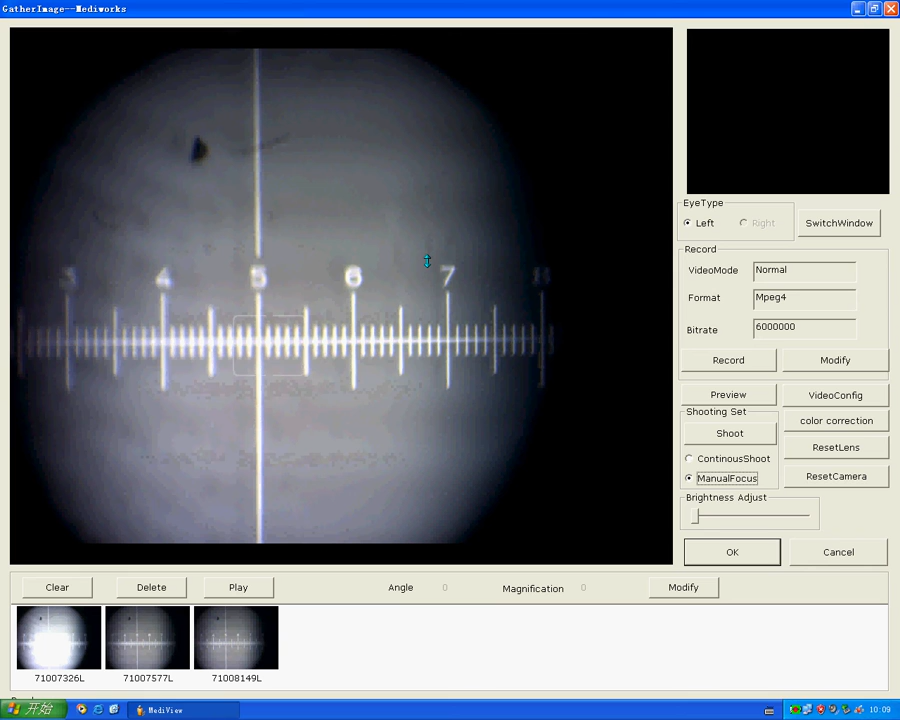 GatherImage--Mediworks
3 4 5 6 7 8
EyeType
Left Right SwitchWindow
Record
VideoMode Normal
Format Mpeg4
Bitrate 6000000
Record Modify
Preview VideoConfig
Shooting Set
color correction
Shoot
ResetLens
ContinousShoot
ManualFocus
ResetCamera
Brightness Adjust
OK Cancel
Clear Delete Play Angle 0 Magnification 0 Modify
71007326L 71007577L 71008149L
开始 MediView 10:09